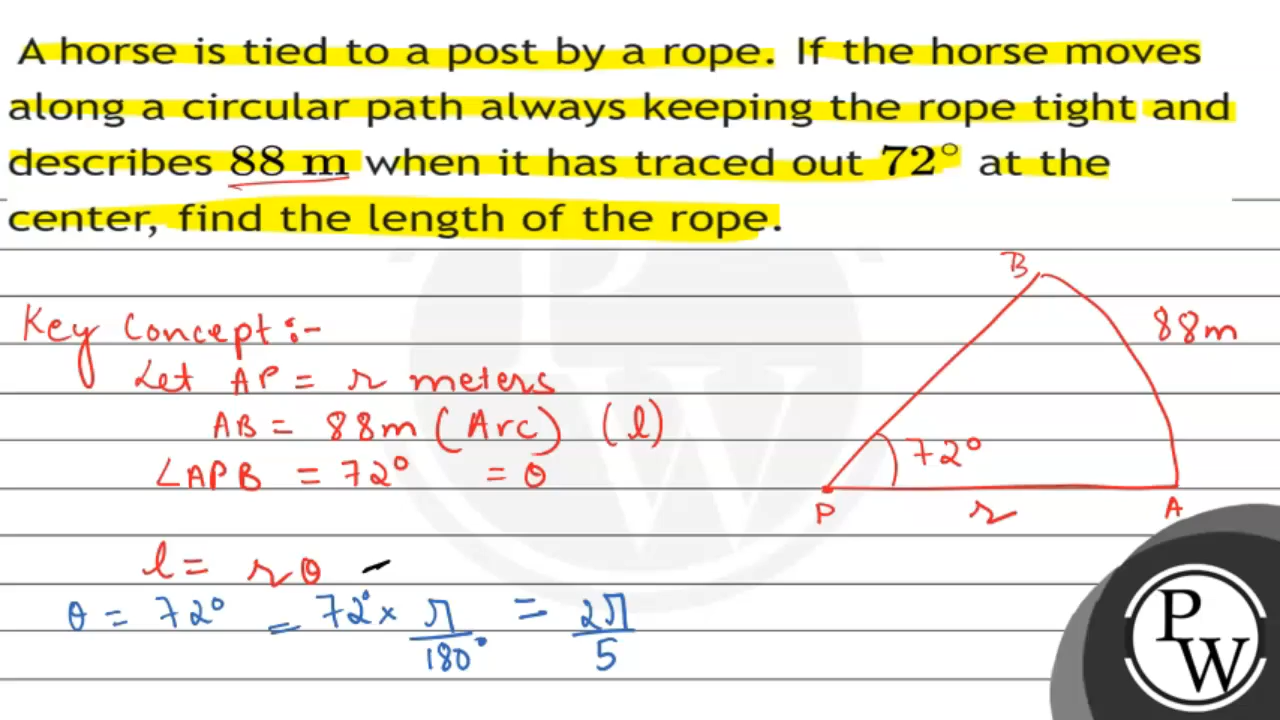 A horse is tied to a post by a rope. If the horse moves
along a circular path always keeping the rope tight and
describes 88 m when it has traced out 72° at the
center, find the length of the rope.
Key Concept:-
Let AP = r meters
AB = 88m (Arc) (l)
∠APB = 72° = θ
l = rθ
θ = 72° = 72° × π/180° = 2π/5
B
88m
72°
P
r
A
PW
PW